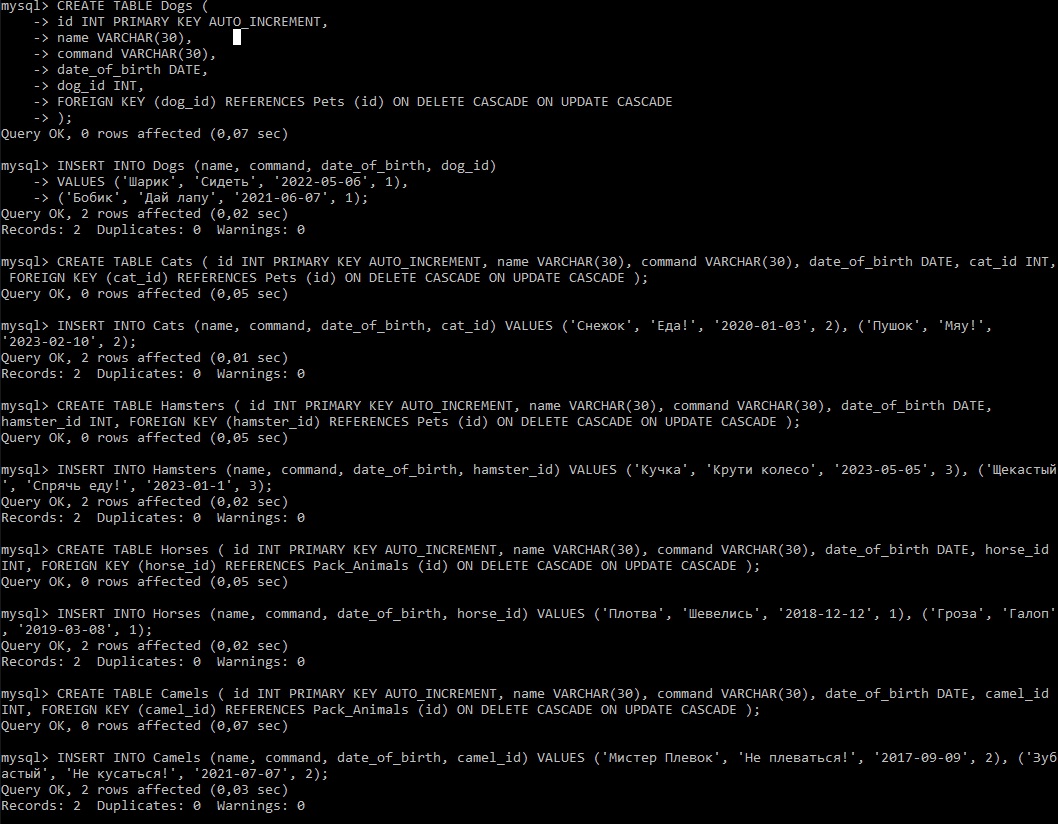 mysql> CREATE TABLE Dogs (
    -> id INT PRIMARY KEY AUTO_INCREMENT,
    -> name VARCHAR(30),
    -> command VARCHAR(30),
    -> date_of_birth DATE,
    -> dog_id INT,
    -> FOREIGN KEY (dog_id) REFERENCES Pets (id) ON DELETE CASCADE ON UPDATE CASCADE
    -> );
Query OK, 0 rows affected (0,07 sec)

mysql> INSERT INTO Dogs (name, command, date_of_birth, dog_id)
    -> VALUES ('Шарик', 'Сидеть', '2022-05-06', 1),
    -> ('Бобик', 'Дай лапу', '2021-06-07', 1);
Query OK, 2 rows affected (0,02 sec)
Records: 2  Duplicates: 0  Warnings: 0

mysql> CREATE TABLE Cats ( id INT PRIMARY KEY AUTO_INCREMENT, name VARCHAR(30), command VARCHAR(30), date_of_birth DATE, cat_id INT,
 FOREIGN KEY (cat_id) REFERENCES Pets (id) ON DELETE CASCADE ON UPDATE CASCADE );
Query OK, 0 rows affected (0,05 sec)

mysql> INSERT INTO Cats (name, command, date_of_birth, cat_id) VALUES ('Снежок', 'Еда!', '2020-01-03', 2), ('Пушок', 'Мяу!',
'2023-02-10', 2);
Query OK, 2 rows affected (0,01 sec)
Records: 2  Duplicates: 0  Warnings: 0

mysql> CREATE TABLE Hamsters ( id INT PRIMARY KEY AUTO_INCREMENT, name VARCHAR(30), command VARCHAR(30), date_of_birth DATE,
hamster_id INT, FOREIGN KEY (hamster_id) REFERENCES Pets (id) ON DELETE CASCADE ON UPDATE CASCADE );
Query OK, 0 rows affected (0,05 sec)

mysql> INSERT INTO Hamsters (name, command, date_of_birth, hamster_id) VALUES ('Кучка', 'Крути колесо', '2023-05-05', 3), ('Щекастый
', 'Спрячь еду!', '2023-01-1', 3);
Query OK, 2 rows affected (0,02 sec)
Records: 2  Duplicates: 0  Warnings: 0

mysql> CREATE TABLE Horses ( id INT PRIMARY KEY AUTO_INCREMENT, name VARCHAR(30), command VARCHAR(30), date_of_birth DATE, horse_id
INT, FOREIGN KEY (horse_id) REFERENCES Pack_Animals (id) ON DELETE CASCADE ON UPDATE CASCADE );
Query OK, 0 rows affected (0,05 sec)

mysql> INSERT INTO Horses (name, command, date_of_birth, horse_id) VALUES ('Плотва', 'Шевелись', '2018-12-12', 1), ('Гроза', 'Галоп'
, '2019-03-08', 1);
Query OK, 2 rows affected (0,02 sec)
Records: 2  Duplicates: 0  Warnings: 0

mysql> CREATE TABLE Camels ( id INT PRIMARY KEY AUTO_INCREMENT, name VARCHAR(30), command VARCHAR(30), date_of_birth DATE, camel_id
INT, FOREIGN KEY (camel_id) REFERENCES Pack_Animals (id) ON DELETE CASCADE ON UPDATE CASCADE );
Query OK, 0 rows affected (0,07 sec)

mysql> INSERT INTO Camels (name, command, date_of_birth, camel_id) VALUES ('Мистер Плевок', 'Не плеваться!', '2017-09-09', 2), ('Зуб
астый', 'Не кусаться!', '2021-07-07', 2);
Query OK, 2 rows affected (0,03 sec)
Records: 2  Duplicates: 0  Warnings: 0